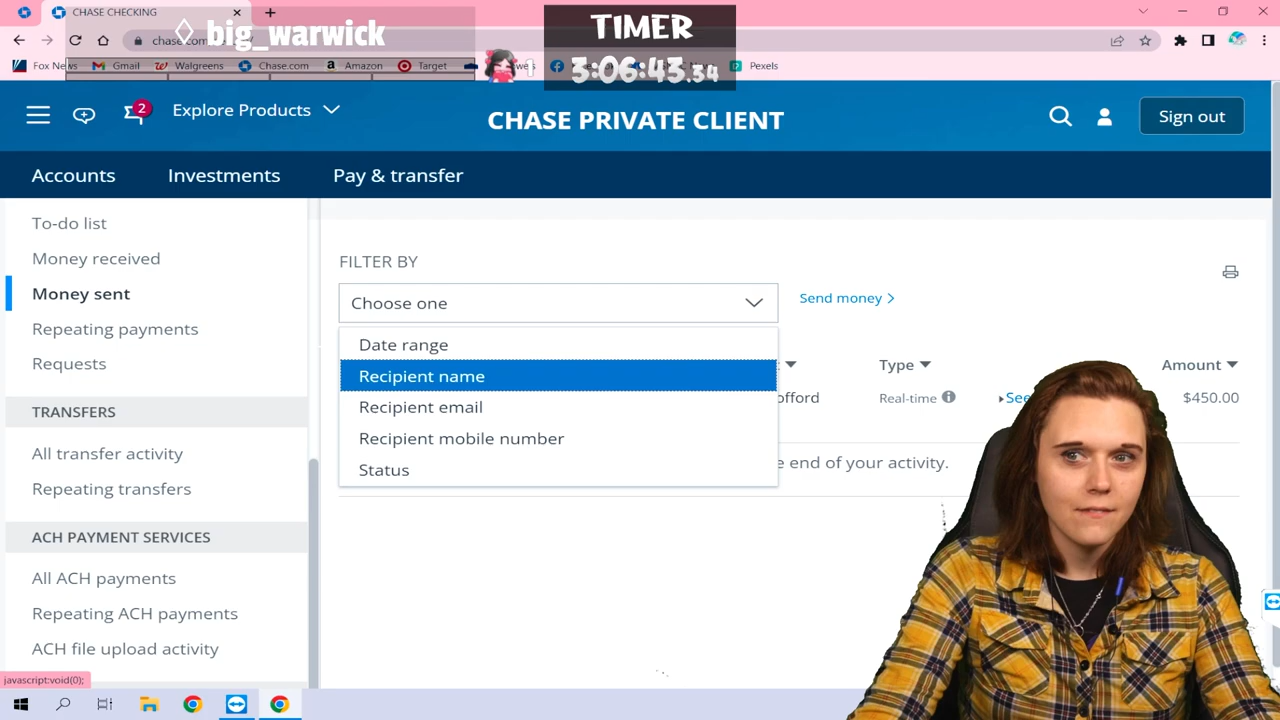 CHASE CHECKING
big_warwick
TIMER
3:06:43.34
chase.com
Fox News
Gmail
Walgreens
Chase.com
Amazon
Target
Pexels
2
Explore Products
CHASE PRIVATE CLIENT
Sign out
Accounts
Investments
Pay & transfer
To-do list
Money received
Money sent
Repeating payments
Requests
TRANSFERS
All transfer activity
Repeating transfers
ACH PAYMENT SERVICES
All ACH payments
Repeating ACH payments
ACH file upload activity
javascript:void(0);
FILTER BY
Choose one
Send money
Date range
Recipient name
Recipient email
Recipient mobile number
Status
Type
Amount
offord
Real-time
See
$450.00
e end of your activity.